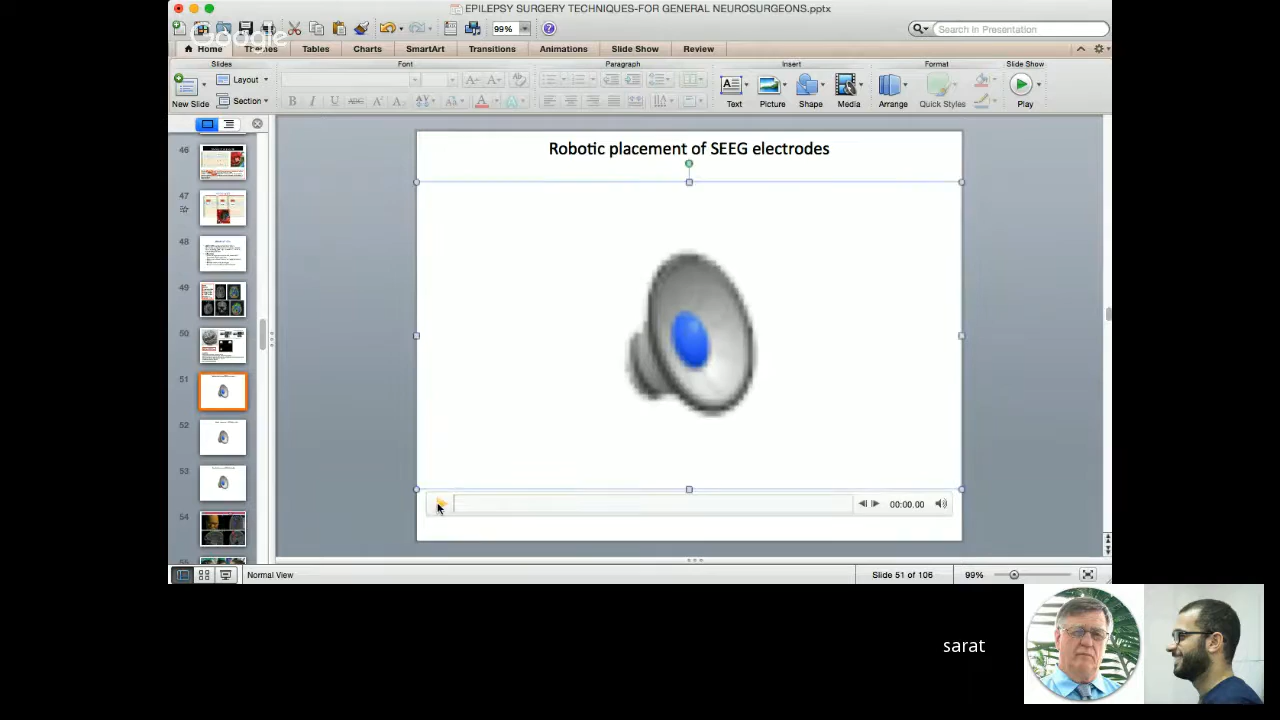 EPILEPSY SURGERY TECHNIQUES-FOR GENERAL NEUROSURGEONS.pptx
99%
Search in Presentation
Google
Home
Themes
Tables
Charts
SmartArt
Transitions
Animations
Slide Show
Review
Slides
Font
Paragraph
Insert
Format
Slide Show
Layout
Section
New Slide
Text
Picture
Shape
Media
Arrange
Quick Styles
Play
46
47
48
49
50
51
52
53
54
Robotic placement of SEEG electrodes
00:00.00
Normal View
Slide 51 of 106
99%
sarat